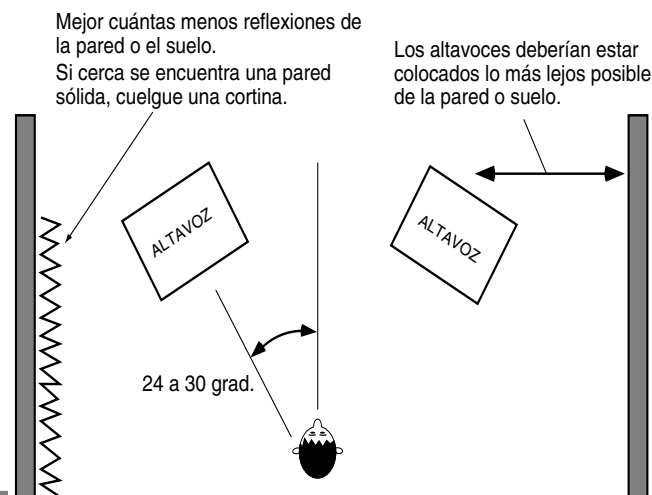 Mejor cuántas menos reflexiones de
la pared o el suelo.
Si cerca se encuentra una pared
sólida, cuelgue una cortina.
Los altavoces deberían estar
colocados lo más lejos posible
de la pared o suelo.
ALTAVOZ
ALTAVOZ
24 a 30 grad.